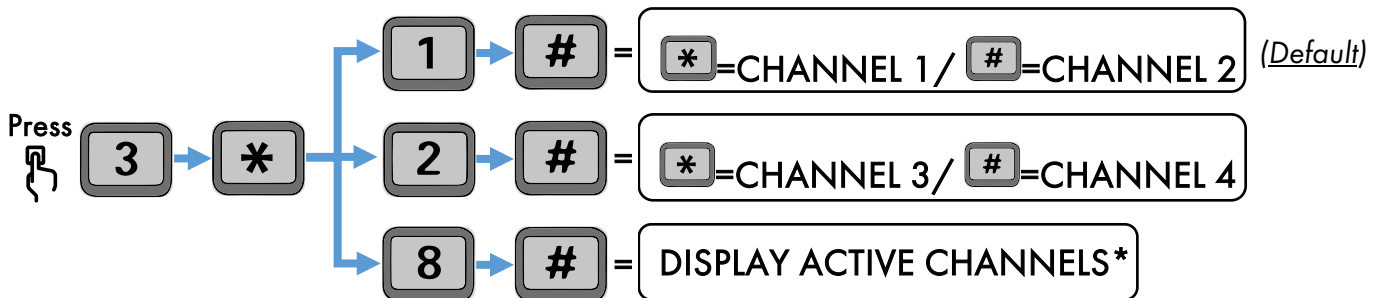 1 # = * =CHANNEL 1/ # =CHANNEL 2 (Default)
Press
3 * 2 # = * =CHANNEL 3/ # =CHANNEL 4
8 # = DISPLAY ACTIVE CHANNELS*